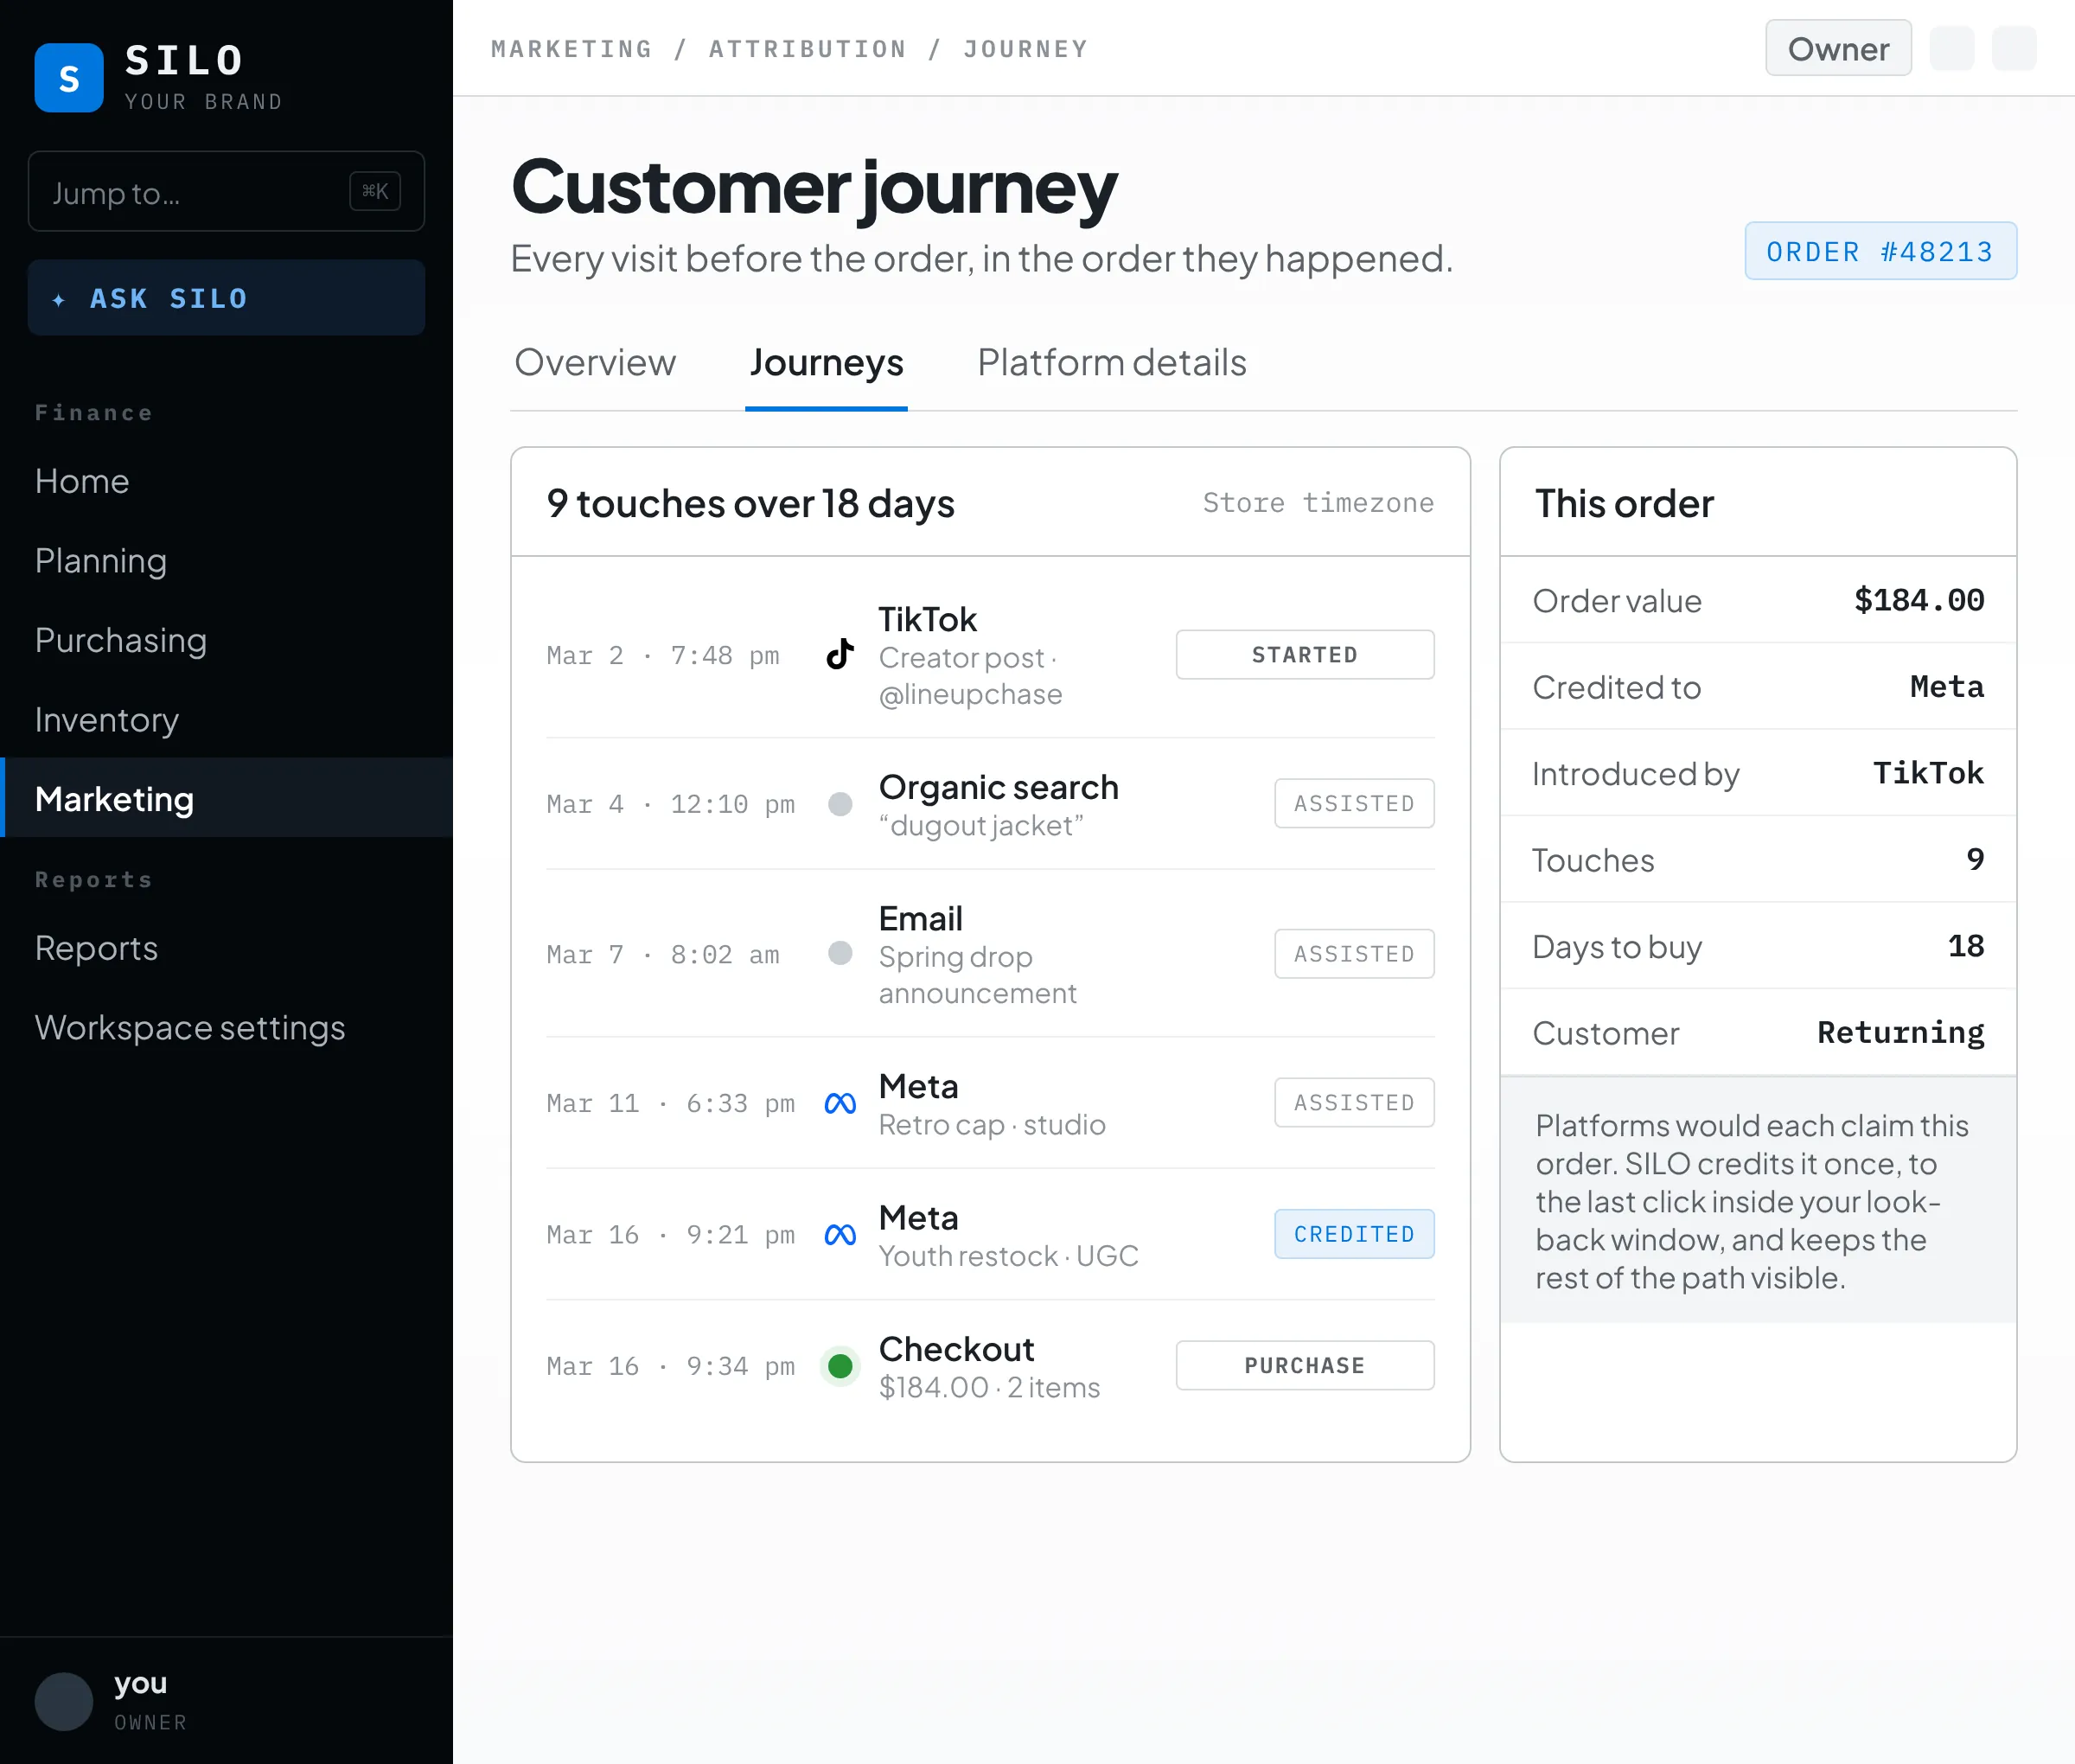 S
SILO
YOUR BRAND
Jump to...
⌘K
✦ ASK SILO
Finance
Home
Planning
Purchasing
Inventory
Marketing
Reports
Reports
Workspace settings
you
OWNER
MARKETING / ATTRIBUTION / JOURNEY
Owner
Customer journey
Every visit before the order, in the order they happened.
ORDER #48213
Overview
Journeys
Platform details
9 touches over 18 days
Store timezone
Mar 2 · 7:48 pm
TikTok
Creator post ·
@lineupchase
STARTED
Mar 4 · 12:10 pm
Organic search
“dugout jacket”
ASSISTED
Mar 7 · 8:02 am
Email
Spring drop
announcement
ASSISTED
Mar 11 · 6:33 pm
Meta
Retro cap · studio
ASSISTED
Mar 16 · 9:21 pm
Meta
Youth restock · UGC
CREDITED
Mar 16 · 9:34 pm
Checkout
$184.00 · 2 items
PURCHASE
This order
Order value $184.00
Credited to Meta
Introduced by TikTok
Touches 9
Days to buy 18
Customer Returning
Platforms would each claim this
order. SILO credits it once, to
the last click inside your look-
back window, and keeps the
rest of the path visible.